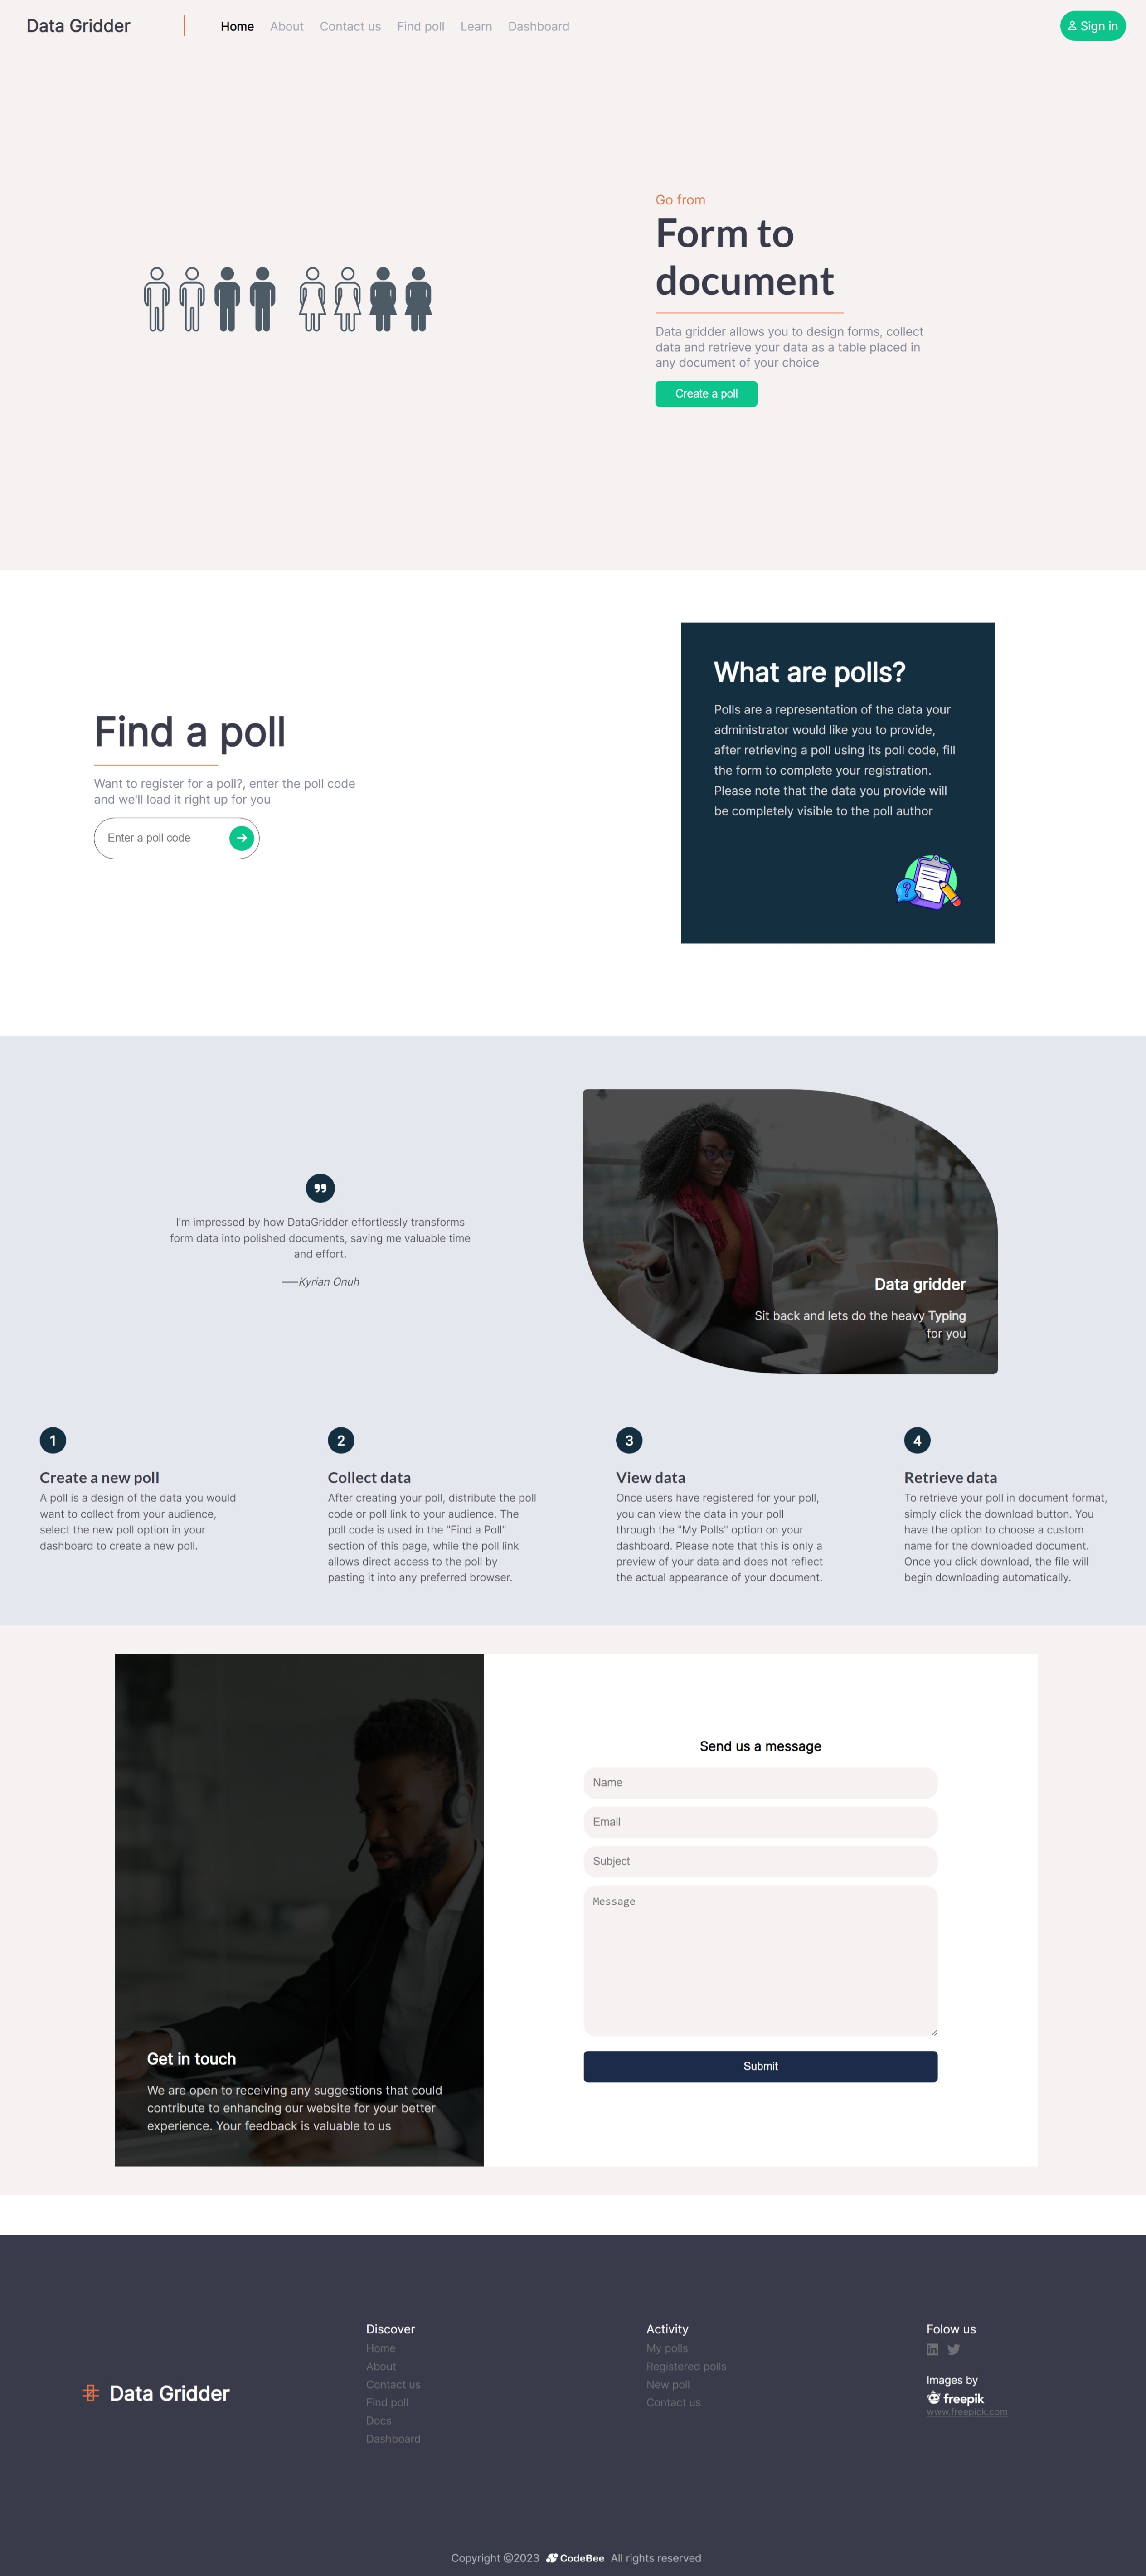 Data Gridder
Home About Contact us Find poll Learn Dashboard
Sign in
Go from
Form to
document
Data gridder allows you to design forms, collect
data and retrieve your data as a table placed in
any document of your choice
Create a poll
Find a poll
Want to register for a poll?, enter the poll code
and we'll load it right up for you
Enter a poll code
What are polls?
Polls are a representation of the data your
administrator would like you to provide,
after retrieving a poll using its poll code, fill
the form to complete your registration.
Please note that the data you provide will
be completely visible to the poll author
I'm impressed by how DataGridder effortlessly transforms
form data into polished documents, saving me valuable time
and effort.
——Kyrian Onuh
Data gridder
Sit back and lets do the heavy Typing
for you
1
Create a new poll
A poll is a design of the data you would
want to collect from your audience,
select the new poll option in your
dashboard to create a new poll.
2
Collect data
After creating your poll, distribute the poll
code or poll link to your audience. The
poll code is used in the "Find a Poll"
section of this page, while the poll link
allows direct access to the poll by
pasting it into any preferred browser.
3
View data
Once users have registered for your poll,
you can view the data in your poll
through the "My Polls" option on your
dashboard. Please note that this is only a
preview of your data and does not reflect
the actual appearance of your document.
4
Retrieve data
To retrieve your poll in document format,
simply click the download button. You
have the option to choose a custom
name for the downloaded document.
Once you click download, the file will
begin downloading automatically.
Get in touch
We are open to receiving any suggestions that could
contribute to enhancing our website for your better
experience. Your feedback is valuable to us
Send us a message
Name
Email
Subject
Message
Submit
Data Gridder
Discover
Home
About
Contact us
Find poll
Docs
Dashboard
Activity
My polls
Registered polls
New poll
Contact us
Folow us
Images by
freepik
www.freepick.com
Copyright @2023 CodeBee All rights reserved